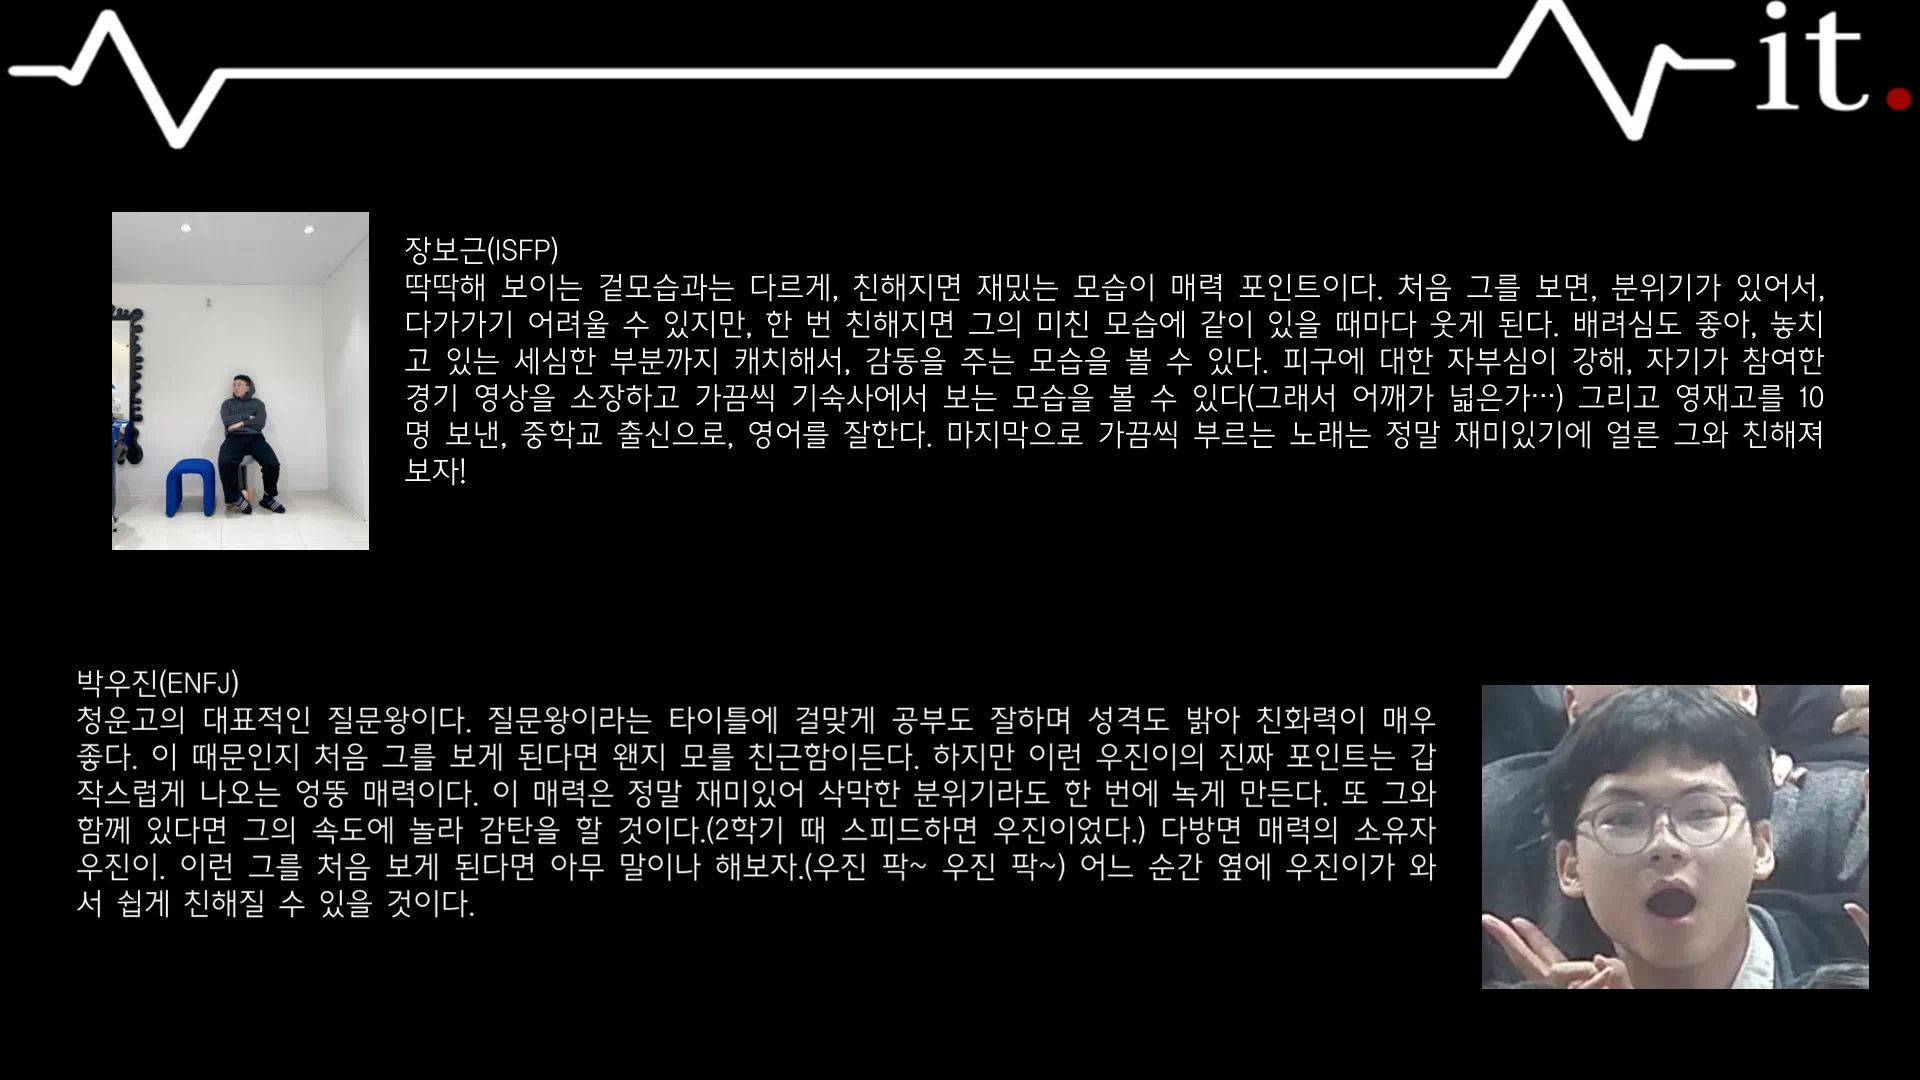 it.
장보근(ISFP)
딱딱해 보이는 겉모습과는 다르게, 친해지면 재밌는 모습이 매력 포인트이다. 처음 그를 보면, 분위기가 있어서,
다가가기 어려울 수 있지만, 한 번 친해지면 그의 미친 모습에 같이 있을 때마다 웃게 된다. 배려심도 좋아, 놓치
고 있는 세심한 부분까지 캐치해서, 감동을 주는 모습을 볼 수 있다. 피구에 대한 자부심이 강해, 자기가 참여한
경기 영상을 소장하고 가끔씩 기숙사에서 보는 모습을 볼 수 있다(그래서 어깨가 넓은가…) 그리고 영재고를 10
명 보낸, 중학교 출신으로, 영어를 잘한다. 마지막으로 가끔씩 부르는 노래는 정말 재미있기에 얼른 그와 친해져
보자!
박우진(ENFJ)
청운고의 대표적인 질문왕이다. 질문왕이라는 타이틀에 걸맞게 공부도 잘하며 성격도 밝아 친화력이 매우
좋다. 이 때문인지 처음 그를 보게 된다면 왠지 모를 친근함이든다. 하지만 이런 우진이의 진짜 포인트는 갑
작스럽게 나오는 엉뚱 매력이다. 이 매력은 정말 재미있어 삭막한 분위기라도 한 번에 녹게 만든다. 또 그와
함께 있다면 그의 속도에 놀라 감탄을 할 것이다.(2학기 때 스피드하면 우진이었다.) 다방면 매력의 소유자
우진이. 이런 그를 처음 보게 된다면 아무 말이나 해보자.(우진 팍~ 우진 팍~) 어느 순간 옆에 우진이가 와
서 쉽게 친해질 수 있을 것이다.